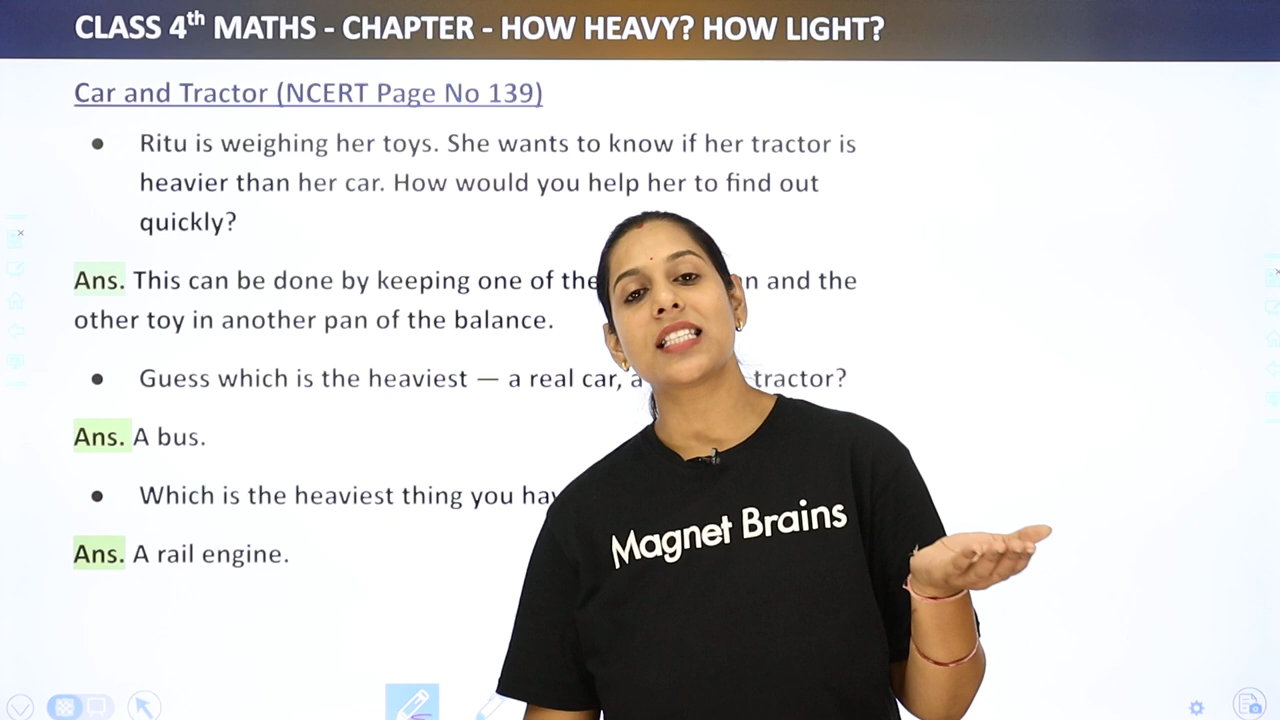 CLASS 4th MATHS - CHAPTER - HOW HEAVY? HOW LIGHT?
Car and Tractor (NCERT Page No 139)
● Ritu is weighing her toys. She wants to know if her tractor is
heavier than her car. How would you help her to find out
quickly?
Ans. This can be done by keeping one of the and the
other toy in another pan of the balance.
● Guess which is the heaviest — a real car, tractor?
Ans. A bus.
● Which is the heaviest thing you
Ans. A rail engine.
Magnet Brains